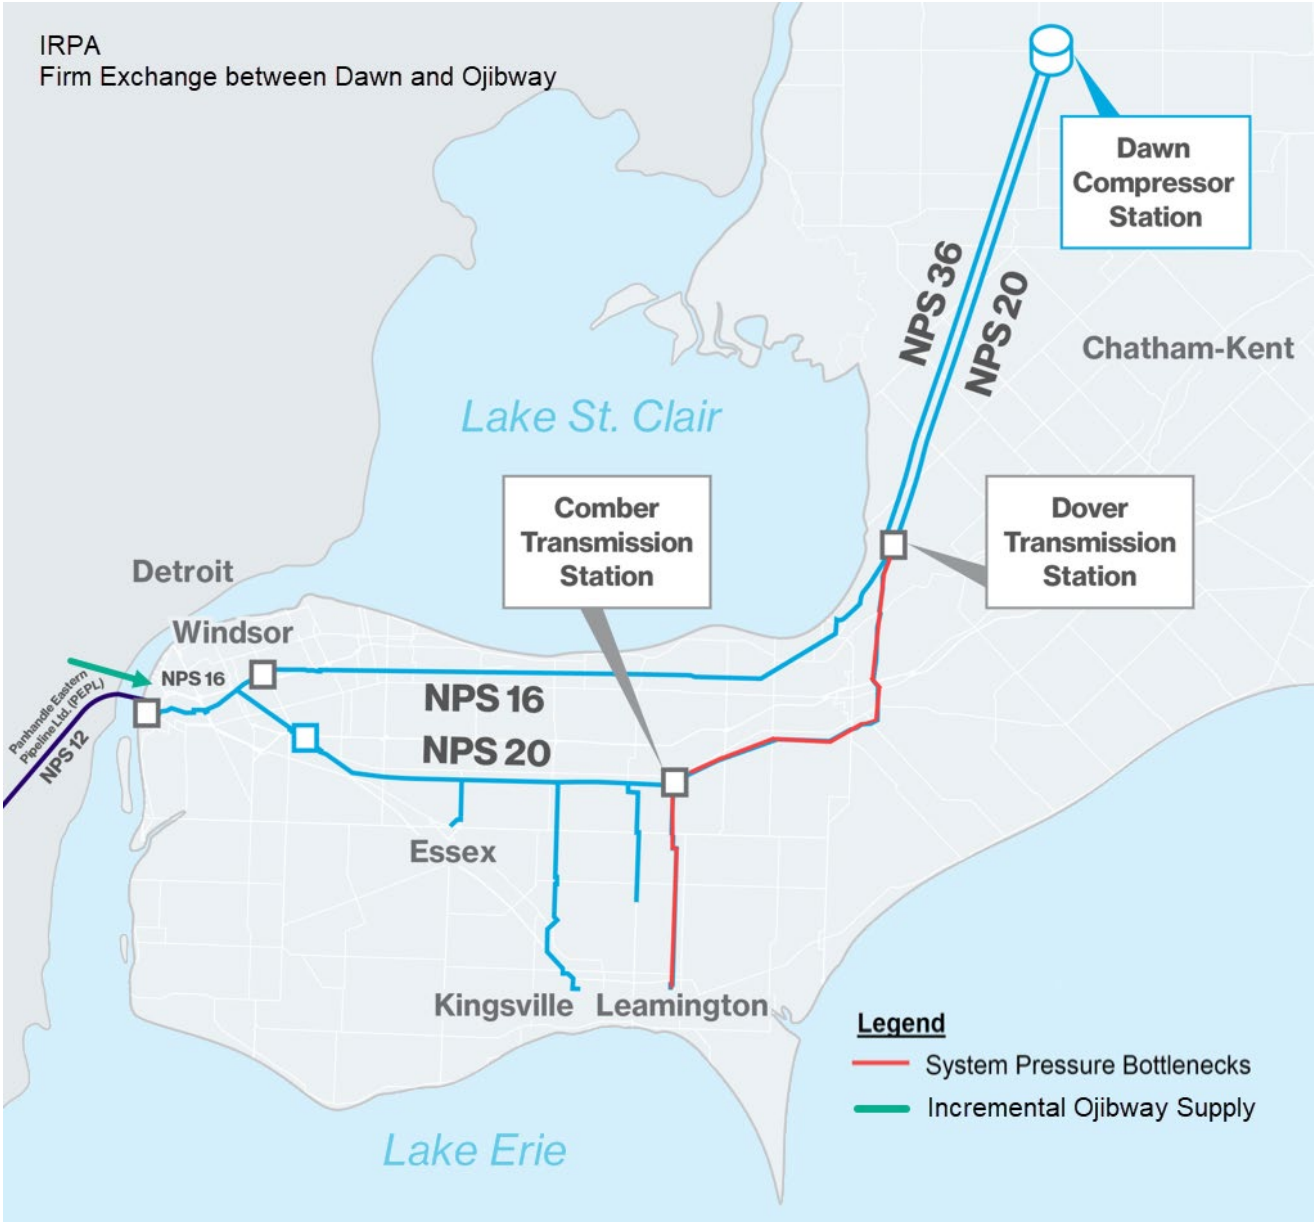 IRPA
Firm Exchange between Dawn and Ojibway
Dawn
Compressor
Station
NPS 36
NPS 20
Chatham-Kent
Lake St. Clair
Comber
Transmission
Station
Dover
Transmission
Station
Detroit
Windsor
NPS 16
Panhandle Eastern
Pipeline Ltd. (PEPL)
NPS 12
NPS 16
NPS 20
Essex
Kingsville
Leamington
Legend
System Pressure Bottlenecks
Incremental Ojibway Supply
Lake Erie